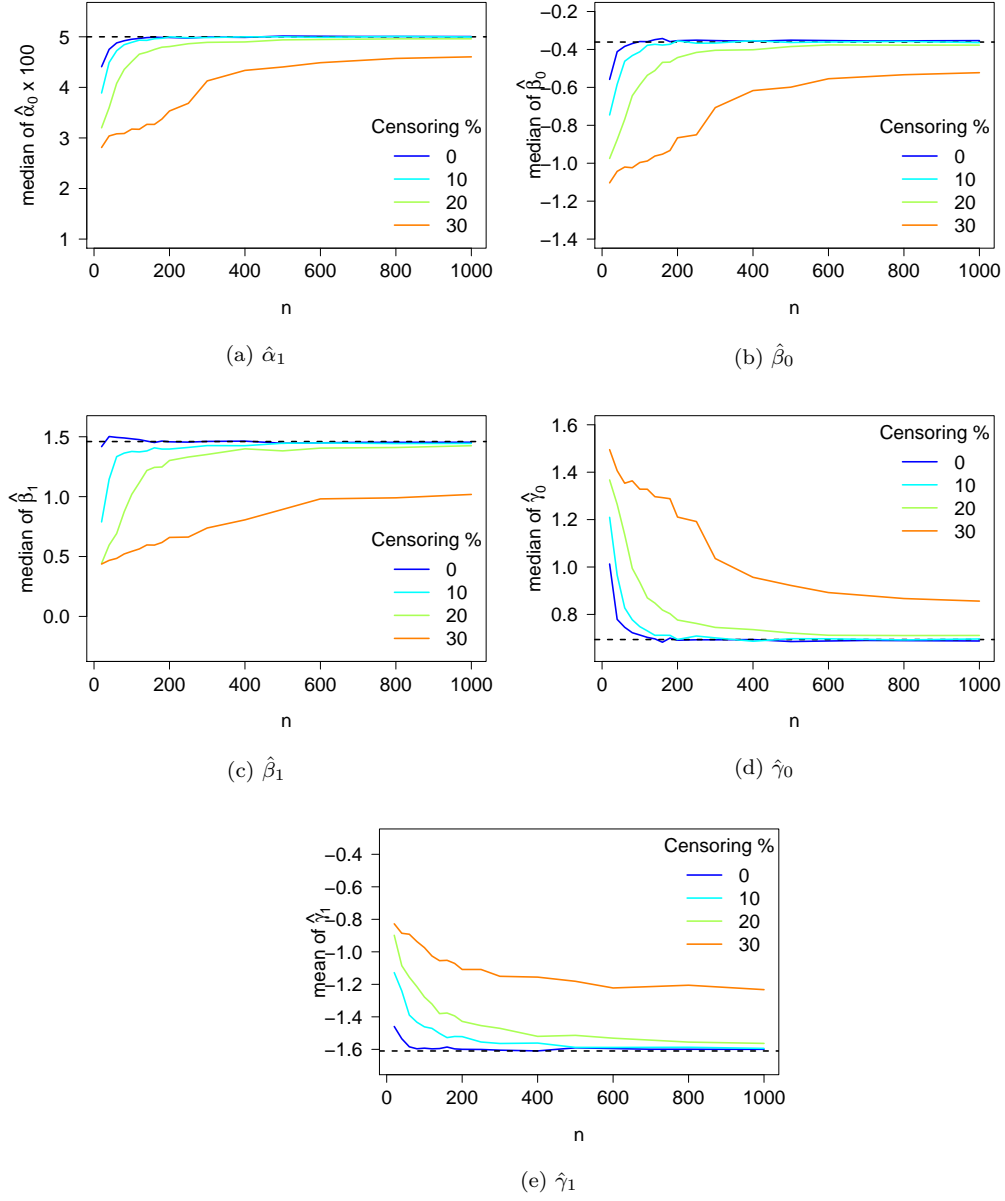 median of α̂₀ x 100
5
4
3
2
1
0 200 400 600 800 1000
n
Censoring %
0
10
20
30
(a) α̂₁
median of β̂₀
−0.2
−0.4
−0.6
−0.8
−1.0
−1.2
−1.4
0 200 400 600 800 1000
n
Censoring %
0
10
20
30
(b) β̂₀
median of β̂₁
1.5
1.0
0.5
0.0
0 200 400 600 800 1000
n
Censoring %
0
10
20
30
(c) β̂₁
median of γ̂₀
1.6
1.4
1.2
1.0
0.8
0 200 400 600 800 1000
n
Censoring %
0
10
20
30
(d) γ̂₀
mean of γ̂₁
−0.4
−0.6
−0.8
−1.0
−1.2
−1.4
−1.6
0 200 400 600 800 1000
n
Censoring %
0
10
20
30
(e) γ̂₁